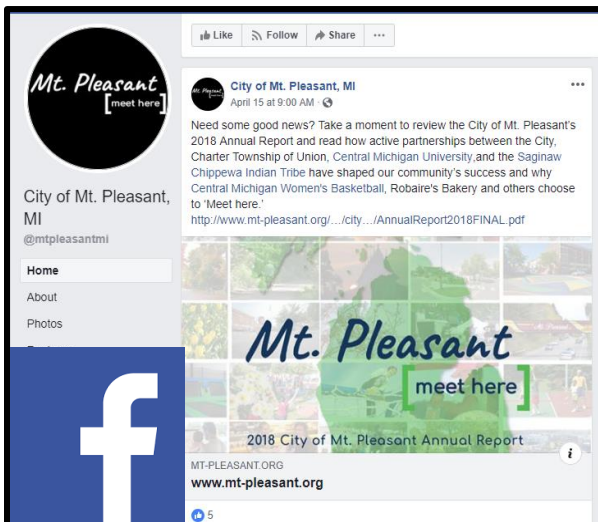 Mt. Pleasant
[meet here]
City of Mt. Pleasant,
MI
@mtpleasantmi
Home
About
Photos
Like Follow Share ...
Mt. Pleasant
City of Mt. Pleasant, MI
April 15 at 9:00 AM ·
Need some good news? Take a moment to review the City of Mt. Pleasant's
2018 Annual Report and read how active partnerships between the City,
Charter Township of Union, Central Michigan University,and the Saginaw
Chippewa Indian Tribe have shaped our community's success and why
Central Michigan Women's Basketball, Robaire's Bakery and others choose
to 'Meet here.'
http://www.mt-pleasant.org/…/city…/AnnualReport2018FINAL.pdf
Mt. Pleasant
[meet here]
2018 City of Mt. Pleasant Annual Report
i
MT-PLEASANT.ORG
www.mt-pleasant.org
5
f